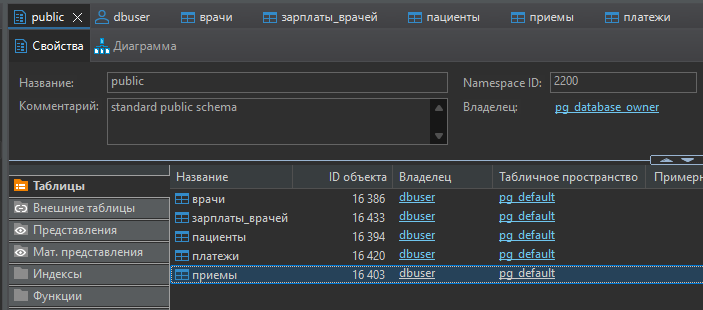 public dbuser врачи зарплаты_врачей пациенты приемы платежи
Свойства Диаграмма
Название: public Namespace ID: 2200
Комментарий: standard public schema Владелец: pg_database_owner
Название ID объекта Владелец Табличное пространство Примерн
Таблицы
Внешние таблицы
Представления
Мат. представления
Индексы
Функции
врачи 16 386 dbuser pg_default
зарплаты_врачей 16 433 dbuser pg_default
пациенты 16 394 dbuser pg_default
платежи 16 420 dbuser pg_default
приемы 16 403 dbuser pg_default